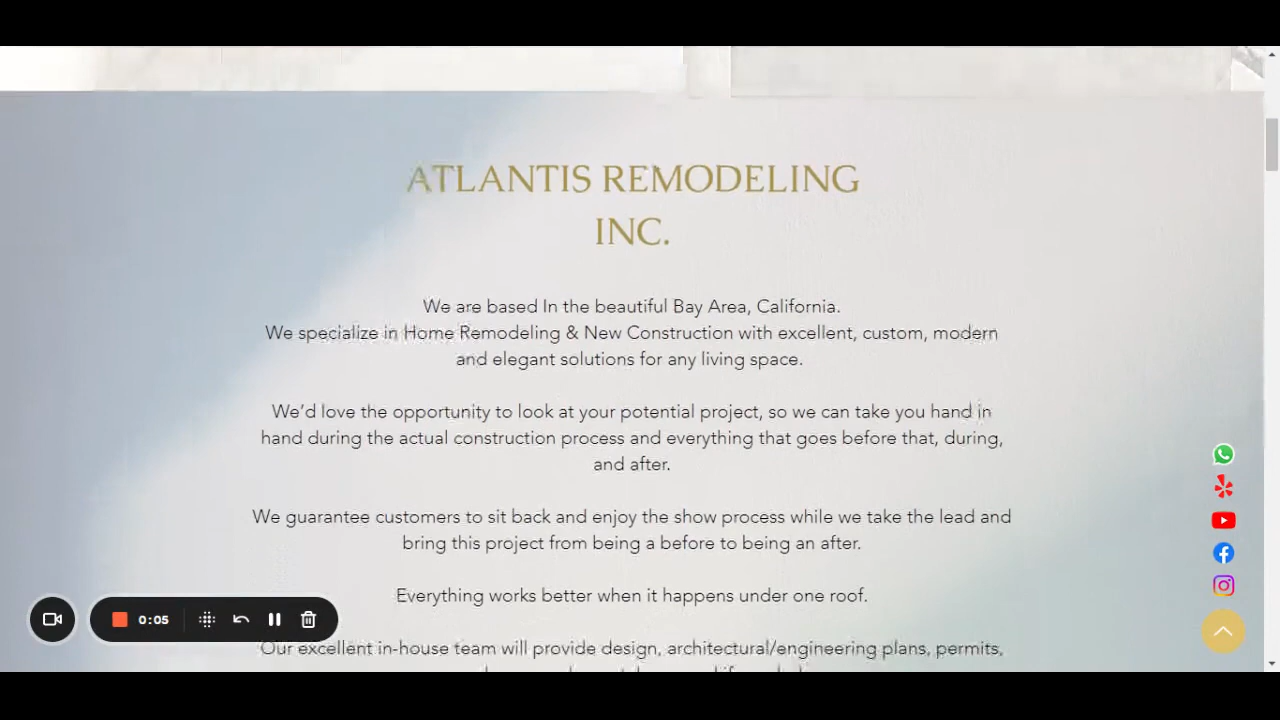 ATLANTIS REMODELING
INC.
We are based In the beautiful Bay Area, California.
We specialize in Home Remodeling & New Construction with excellent, custom, modern
and elegant solutions for any living space.
We’d love the opportunity to look at your potential project, so we can take you hand in
hand during the actual construction process and everything that goes before that, during,
and after.
We guarantee customers to sit back and enjoy the show process while we take the lead and
bring this project from being a before to being an after.
Everything works better when it happens under one roof.
0:05
Our excellent in-house team will provide design, architectural/engineering plans, permits,